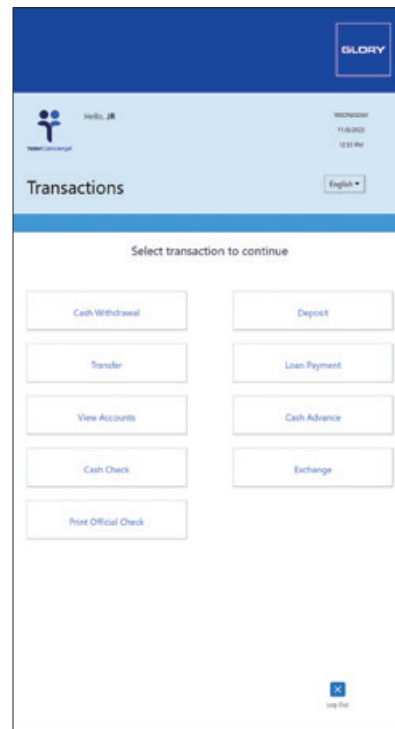 GLORY
Hello, JR
WEDNESDAY
11/8/2023
12:33 PM
TellerConcierge
Transactions
English
Select transaction to continue
Cash Withdrawal
Deposit
Transfer
Loan Payment
View Accounts
Cash Advance
Cash Check
Exchange
Print Official Check
Log Out